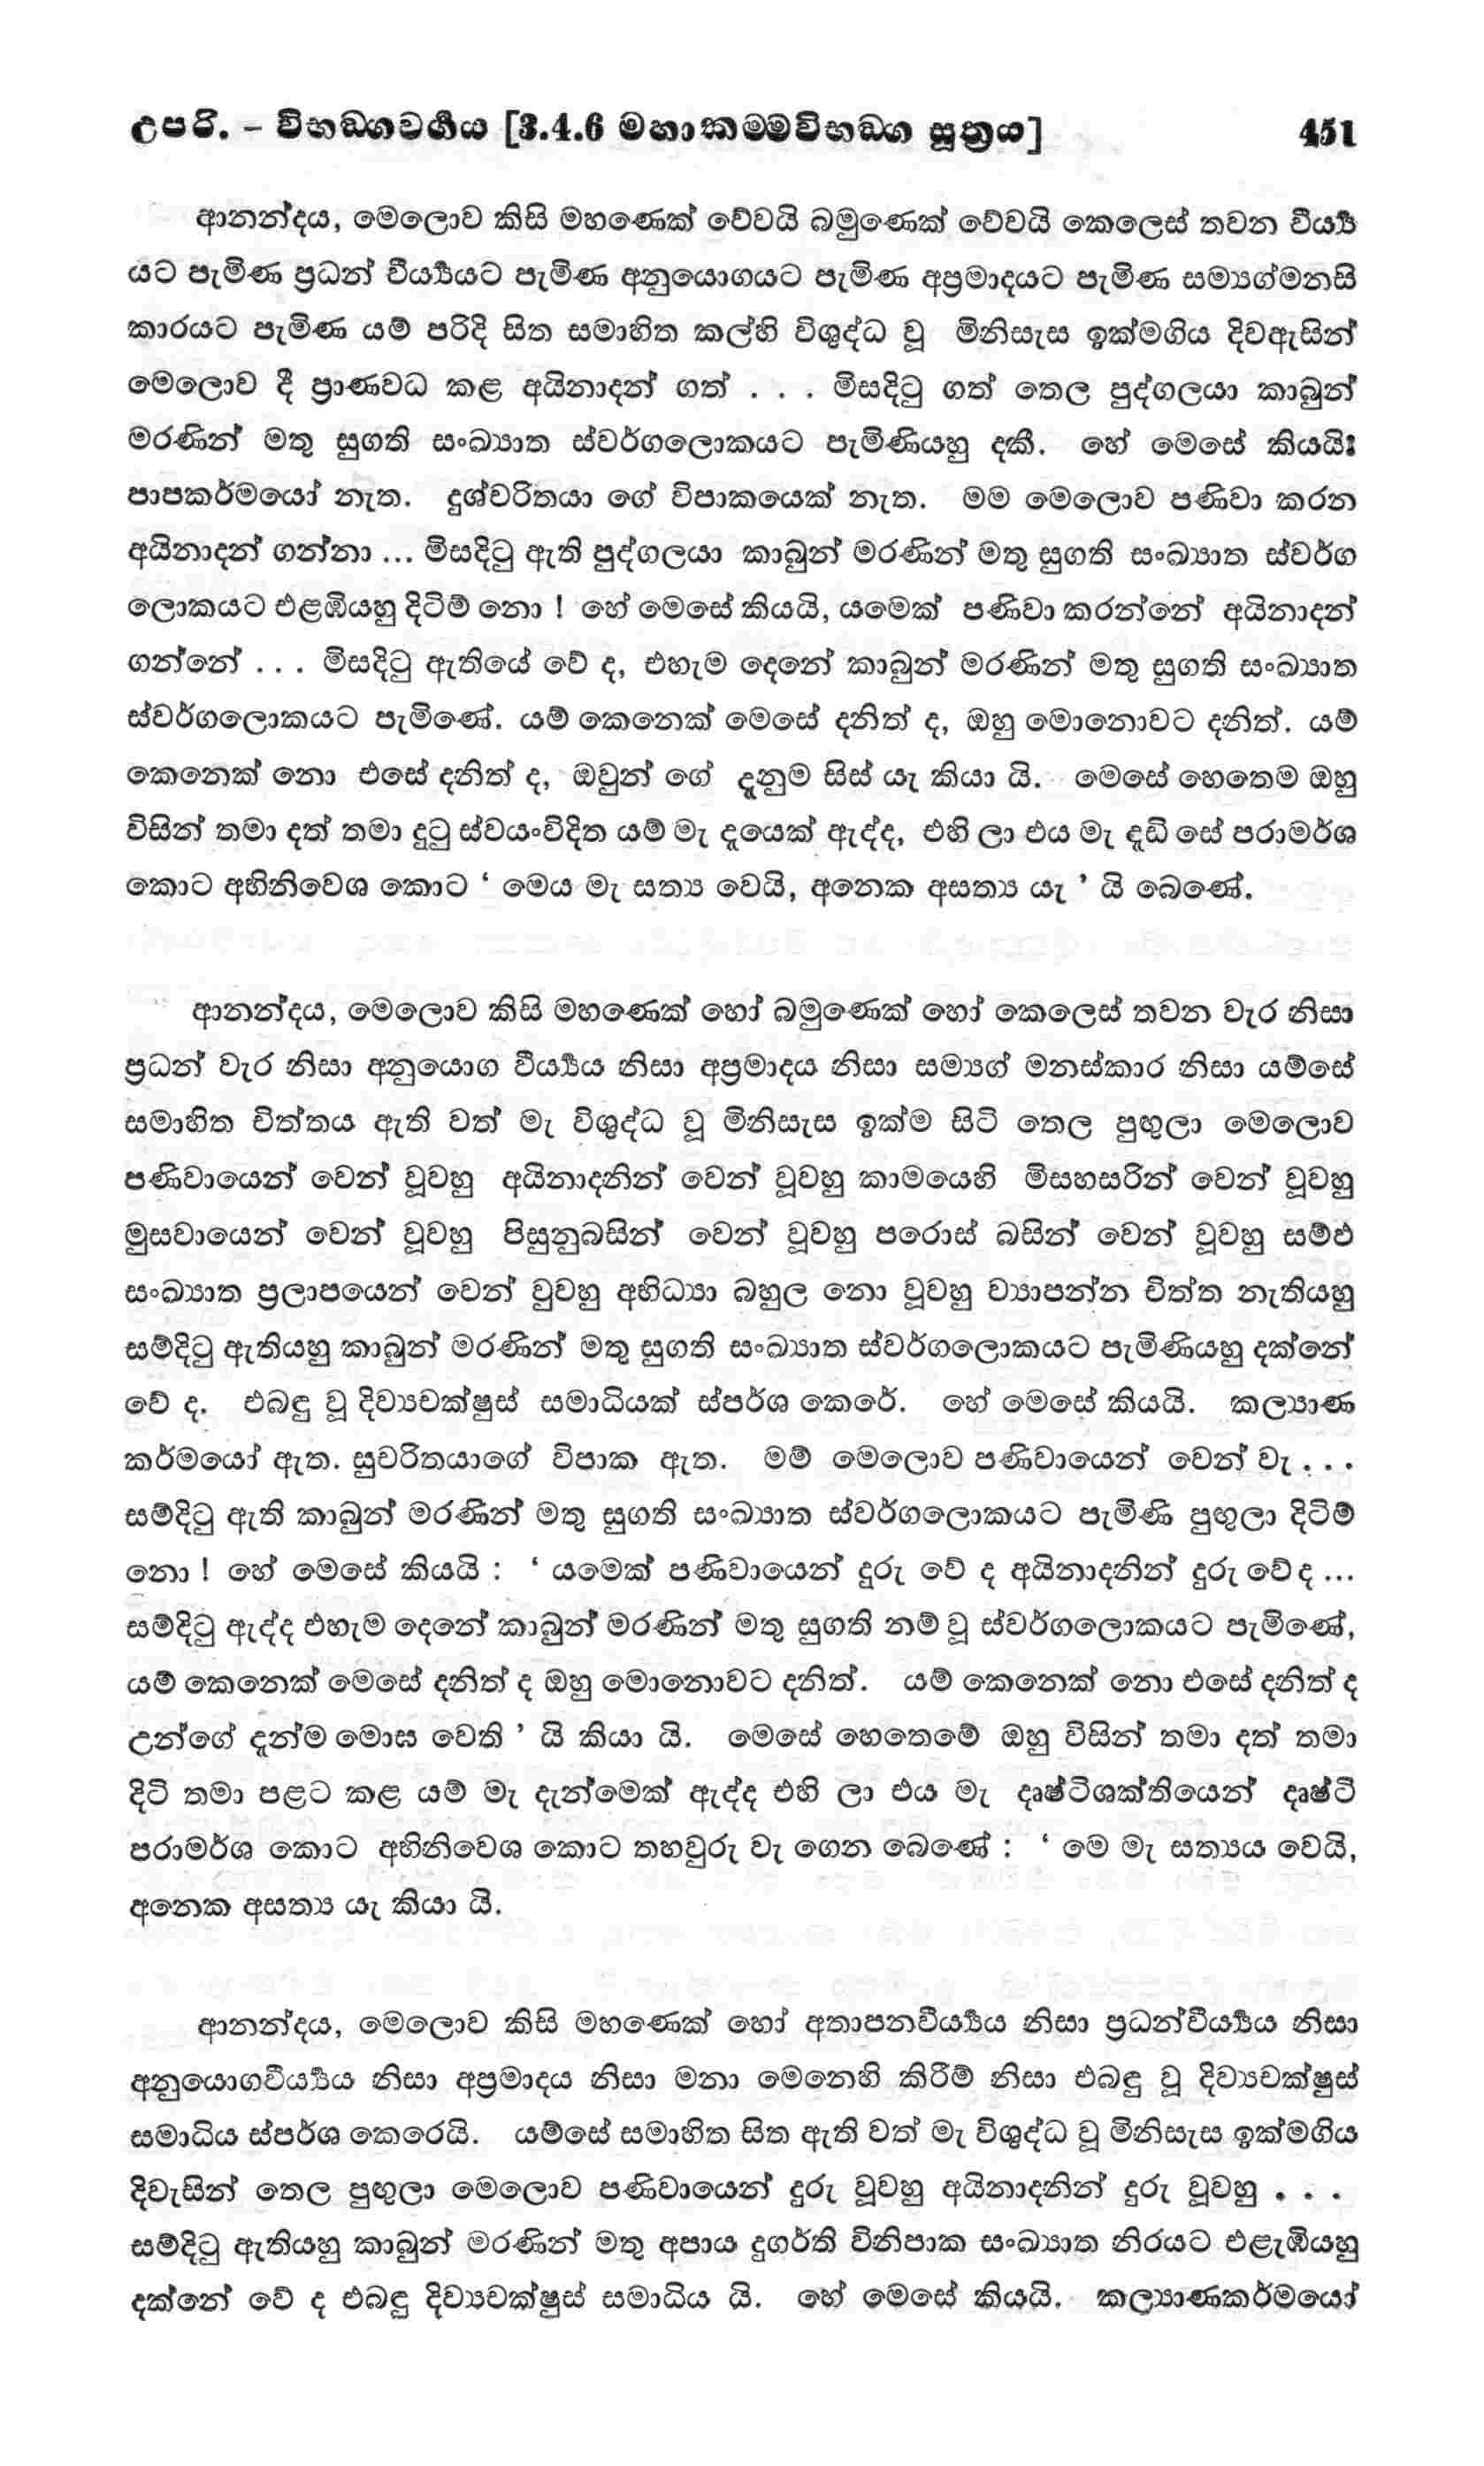 උපරි. - විභඞ්ගවර්ගය [3.4.6 මහාකම්මවිභඞ්ග සූත්‍රය] 451
ආනන්දය, මෙලොව කිසි මහණෙක් වේවයි බමුණෙක් වේවයි කෙලෙස් තවන වීර්‍ය්‍ය
යට පැමිණ ප්‍රධන් වීර්‍ය්‍යයට පැමිණ අනුයොගයට පැමිණ අප්‍රමාදයට පැමිණ සම්‍යග්මනසි
කාරයට පැමිණ යම් පරිදි සිත සමාහිත කල්හි විශුද්ධ වූ මිනිසැස ඉක්මගිය දිවඇසින්
මෙලොව දී ප්‍රාණවධ කළ අයිනාදන් ගත් . . . මිසදිටු ගත් තෙල පුද්ගලයා කාබුන්
මරණින් මතු සුගති සංඛ්‍යාත ස්වර්ගලොකයට පැමිණියහු දකී. හේ මෙසේ කියයි:
පාපකර්මයෝ නැත. දුශ්චරිතයා ගේ විපාකයෙක් නැත. මම මෙලොව පණිවා කරන
අයිනාදන් ගන්නා ... මිසදිටු ඇති පුද්ගලයා කාබුන් මරණින් මතු සුගති සංඛ්‍යාත ස්වර්ග
ලොකයට එළඹියහු දිටිම් නො ! හේ මෙසේ කියයි, යමෙක් පණිවා කරන්නේ අයිනාදන්
ගන්නේ . . . මිසදිටු ඇතියේ වේ ද, එහැම දෙනේ කාබුන් මරණින් මතු සුගති සංඛ්‍යාත
ස්වර්ගලොකයට පැමිණේ. යම් කෙනෙක් මෙසේ දනිත් ද, ඔහු මොනොවට දනිත්. යම්
කෙනෙක් නො එසේ දනිත් ද, ඔවුන් ගේ දැනුම සිස් යැ කියා යි. මෙසේ හෙතෙම ඔහු
විසින් තමා දත් තමා දුටු ස්වයංවිදිත යම් මැ දැයෙක් ඇද්ද, එහි ලා එය මැ දැඩි සේ පරාමර්ශ
කොට අභිනිවෙශ කොට ‘ මෙය මැ සත්‍ය වෙයි, අනෙක අසත්‍ය යැ ’ යි බෙණේ.
ආනන්දය, මෙලොව කිසි මහණෙක් හෝ බමුණෙක් හෝ කෙලෙස් තවන වැර නිසා
ප්‍රධන් වැර නිසා අනුයොග වීර්‍ය්‍යය නිසා අප්‍රමාදය නිසා සම්‍යග් මනස්කාර නිසා යම්සේ
සමාහිත චිත්තය ඇති වත් මැ විශුද්ධ වූ මිනිසැස ඉක්ම සිටි තෙල පුඟුලා මෙලොව
පණිවායෙන් වෙන් වූවහු අයිනාදනින් වෙන් වූවහු කාමයෙහි මිසහසරින් වෙන් වූවහු
මුසවායෙන් වෙන් වූවහු පිසුනුබසින් වෙන් වූවහු පරොස් බසින් වෙන් වූවහු සම්ඵ
සංඛ්‍යාත ප්‍රලාපයෙන් වෙන් වුවහු අභිධ්‍යා බහුල නො වූවහු ව්‍යාපන්න චිත්ත නැතියහු
සම්දිටු ඇතියහු කාබුන් මරණින් මතු සුගති සංඛ්‍යාත ස්වර්ගලොකයට පැමිණියහු දක්නේ
වේ ද. එබඳු වූ දිව්‍යචක්ෂුස් සමාධියක් ස්පර්ශ කෙරේ. හේ මෙසේ කියයි. කල්‍යාණ
කර්මයෝ ඇත. සුචරිතයාගේ විපාක ඇත. මම් මෙලොව පණිවායෙන් වෙන් වැ . . .
සම්දිටු ඇති කාබුන් මරණින් මතු සුගති සංඛ්‍යාත ස්වර්ගලොකයට පැමිණි පුඟුලා දිටිම්
නො ! හේ මෙසේ කියයි : ‘ යමෙක් පණිවායෙන් දුරු වේ ද අයිනාදනින් දුරු වේ ද ...
සම්දිටු ඇද්ද එහැම දෙනේ කාබුන් මරණින් මතු සුගති නම් වූ ස්වර්ගලොකයට පැමිණේ,
යම් කෙනෙක් මෙසේ දනිත් ද ඔහු මොනොවට දනිත්. යම් කෙනෙක් නො එසේ දනිත් ද
උන්ගේ දැන්ම මොඝ වෙති ’ යි කියා යි. මෙසේ හෙතෙමේ ඔහු විසින් තමා දත් තමා
දිටි තමා පළට කළ යම් මැ දැන්මෙක් ඇද්ද එහි ලා එය මැ දෘෂ්ටිශක්තියෙන් දෘෂ්ටි
පරාමර්ශ කොට අභිනිවෙශ කොට තහවුරු වැ ගෙන බෙණේ : ‘ මෙ මැ සත්‍යය වෙයි,
අනෙක අසත්‍ය යැ කියා යි.
ආනන්දය, මෙලොව කිසි මහණෙක් හෝ අතාපනවීර්‍ය්‍යය නිසා ප්‍රධන්වීර්‍ය්‍යය නිසා
අනුයොගවීර්‍ය්‍යය නිසා අප්‍රමාදය නිසා මනා මෙනෙහි කිරීම් නිසා එබඳු වූ දිව්‍යචක්ෂුස්
සමාධිය ස්පර්ශ කෙරෙයි. යම්සේ සමාහිත සිත ඇති වත් මැ විශුද්ධ වූ මිනිසැස ඉක්මගිය
දිවැසින් තෙල පුඟුලා මෙලොව පණිවායෙන් දුරු වූවහු අයිනාදනින් දුරු වූවහු . . .
සම්දිටු ඇතියහු කාබුන් මරණින් මතු අපාය දුර්ගති විනිපාක සංඛ්‍යාත නිරයට එළැඹියහු
දක්නේ වේ ද එබඳු දිව්‍යචක්ෂුස් සමාධිය යි. හේ මෙසේ කියයි. කල්‍යාණකර්මයෝ